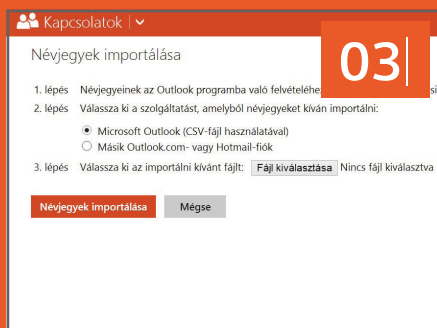 Kapcsolatok
Névjegyek importálása
03
1. lépés Névjegyeinek az Outlook programba való
2. lépés Válassza ki a szolgáltatást, amelyből névjegyeket kíván importálni:
Microsoft Outlook (CSV-fájl használatával)
Másik Outlook.com- vagy Hotmail-fiók
3. lépés Válassza ki az importálni kívánt fájlt: Fájl kiválasztása Nincs fájl kiválasztva
Névjegyek importálása Mégse